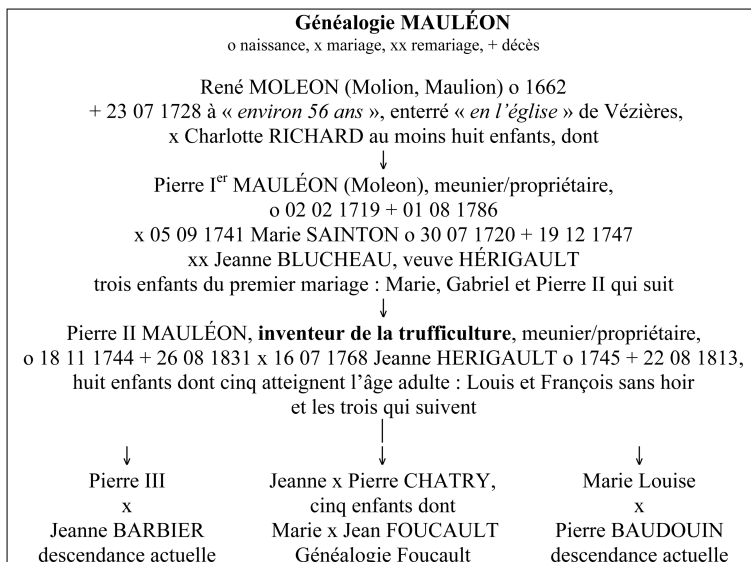 Généalogie MAULÉON
o naissance, x mariage, xx remariage, + décès
René MOLEON (Molion, Maulion) o 1662
+ 23 07 1728 à « environ 56 ans », enterré « en l’église » de Vézières,
x Charlotte RICHARD au moins huit enfants, dont
↓
Pierre Ier MAULÉON (Moleon), meunier/propriétaire,
o 02 02 1719 + 01 08 1786
x 05 09 1741 Marie SAINTON o 30 07 1720 + 19 12 1747
xx Jeanne BLUCHEAU, veuve HÉRIGAULT
trois enfants du premier mariage : Marie, Gabriel et Pierre II qui suit
↓
Pierre II MAULÉON, inventeur de la trufficulture, meunier/propriétaire,
o 18 11 1744 + 26 08 1831 x 16 07 1768 Jeanne HERIGAULT o 1745 + 22 08 1813,
huit enfants dont cinq atteignent l’âge adulte : Louis et François sans hoir
et les trois qui suivent
↓ ↓ ↓
Pierre III Jeanne x Pierre CHATRY, Marie Louise
x cinq enfants dont x
Jeanne BARBIER Marie x Jean FOUCAULT Pierre BAUDOUIN
descendance actuelle Généalogie Foucault descendance actuelle